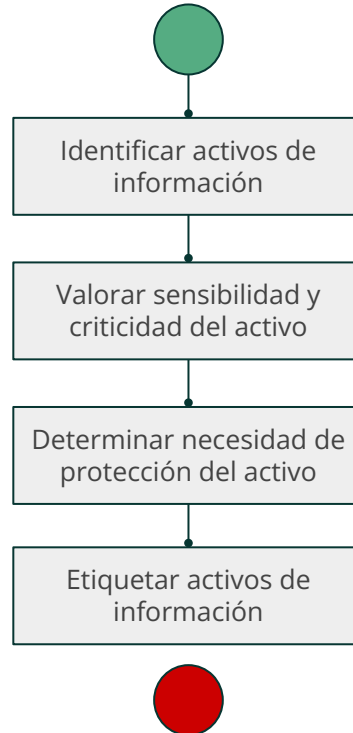 Identificar activos de
información
Valorar sensibilidad y
criticidad del activo
Determinar necesidad de
protección del activo
Etiquetar activos de
información